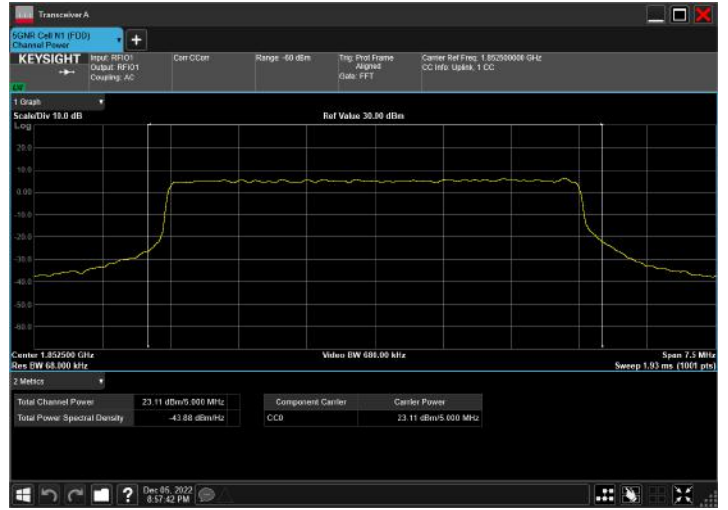 Transceiver A
5GNR Cell N1 (FDD)
Channel Power
+
KEYSIGHT
Input: RFIO1
Output: RFIO1
Coupling: AC
Corr CCorr
Range -60 dBm
Trig: Prot Frame
Aligned
Gate: FFT
Carrier Ref Freq: 1.852500000 GHz
CC Info: Uplink, 1 CC
1 Graph
Scale/Div 10.0 dB
Ref Value 30.00 dBm
Log
20.0
10.0
0.00
-10.0
-20.0
-30.0
-40.0
-50.0
-60.0
Center 1.852500 GHz
Video BW 680.00 kHz
Span 7.5 MHz
Res BW 68.000 kHz
Sweep 1.93 ms (1001 pts)
2 Metrics
Total Channel Power 23.11 dBm/5.000 MHz
Total Power Spectral Density -43.88 dBm/Hz
Component Carrier Carrier Power
CC0 23.11 dBm/5.000 MHz
?
Dec 05, 2022
8:57:42 PM